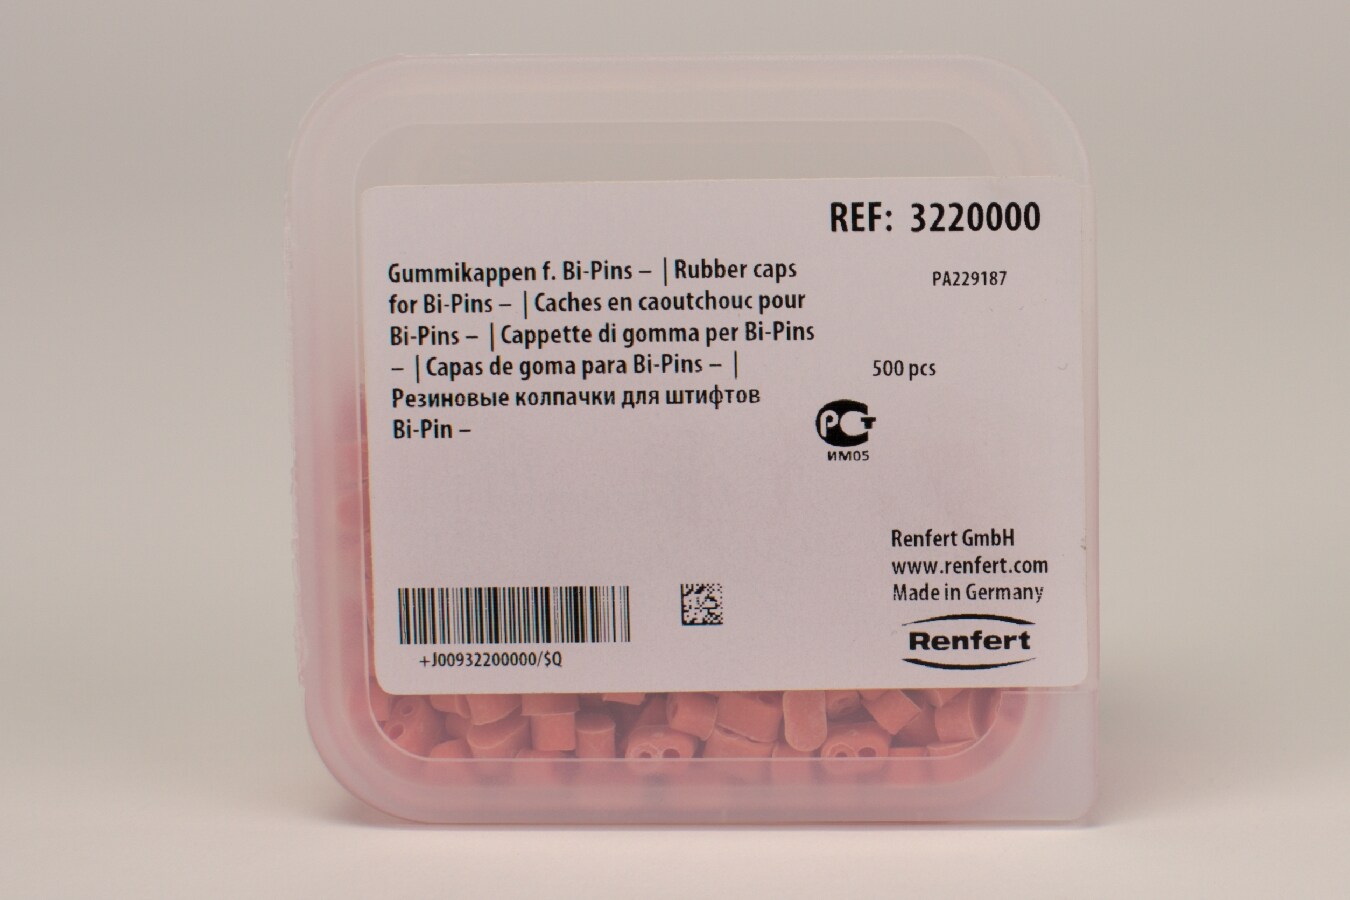 REF: 3220000
Gummikappen f. Bi-Pins – | Rubber caps
for Bi-Pins – | Caches en caoutchouc pour
Bi-Pins – | Cappette di gomma per Bi-Pins
– | Capas de goma para Bi-Pins – |
Резиновые колпачки для штифтов
Bi-Pin –
PA229187
500 pcs
РСТ
ИМ05
Renfert GmbH
www.renfert.com
Made in Germany
Renfert
+J00932200000/$Q